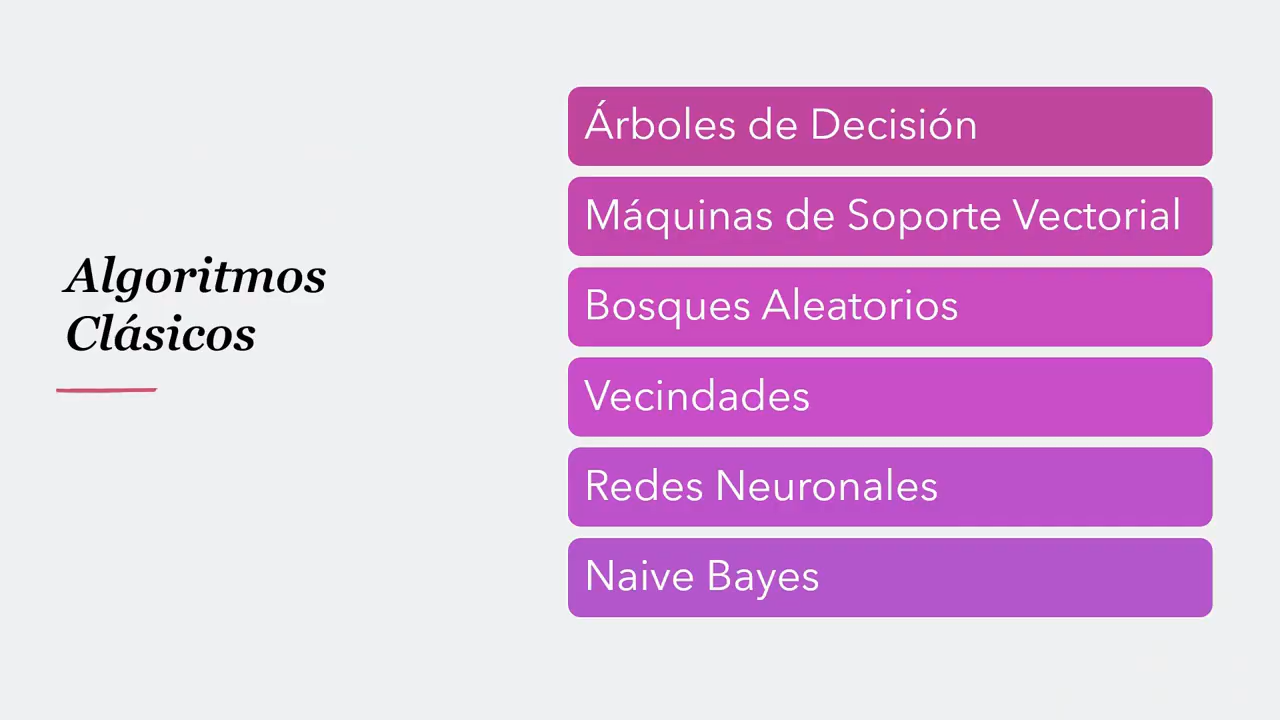 Algoritmos
Clásicos
Árboles de Decisión
Máquinas de Soporte Vectorial
Bosques Aleatorios
Vecindades
Redes Neuronales
Naive Bayes